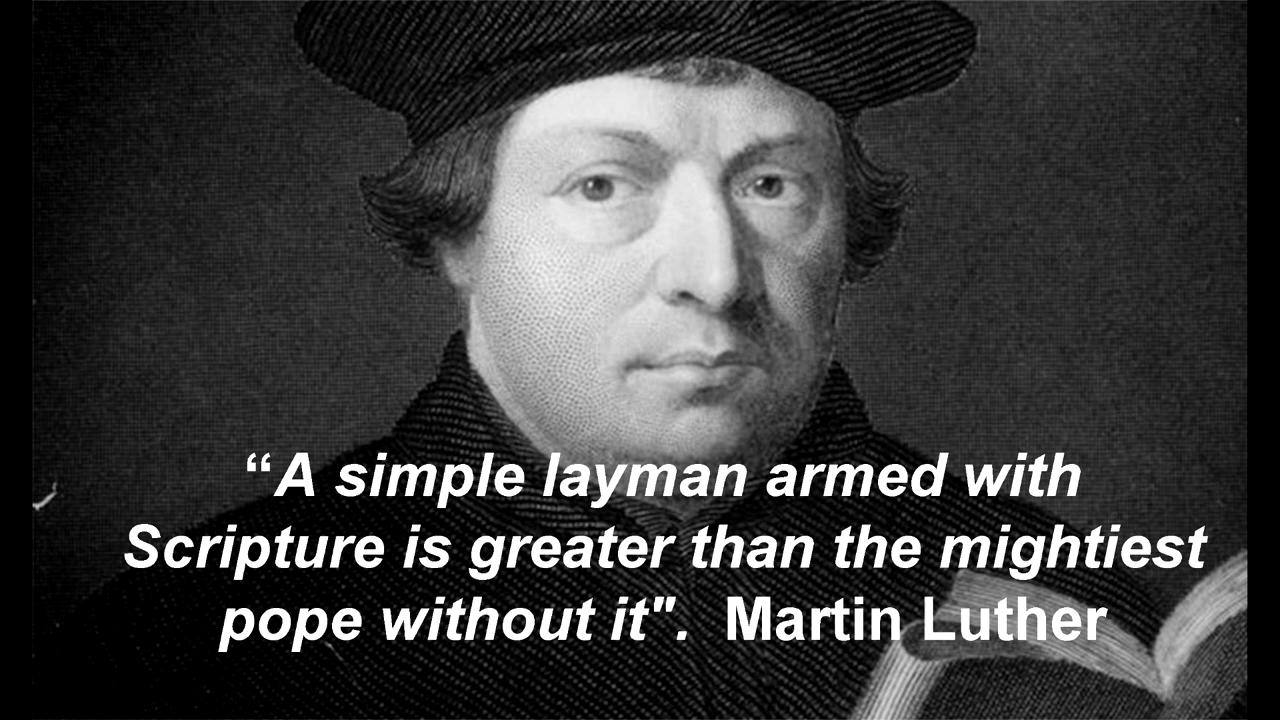 “A simple layman armed with
Scripture is greater than the mightiest
pope without it". Martin Luther